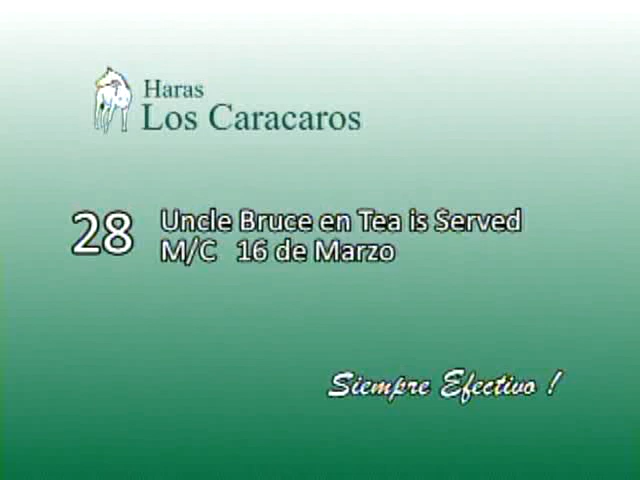 Haras
Los Caracaros
28
Uncle Bruce en Tea is Served
M/C 16 de Marzo
Siempre Efectivo !